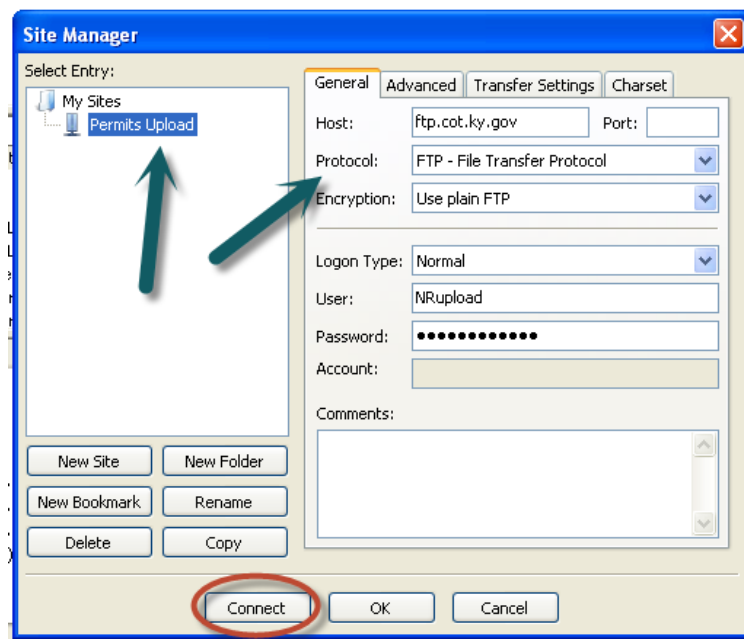 Site Manager
Select Entry:
My Sites
Permits Upload
New Site
New Folder
New Bookmark
Rename
Delete
Copy
General
Advanced
Transfer Settings
Charset
Host:
ftp.cot.ky.gov
Port:
Protocol:
FTP - File Transfer Protocol
Encryption:
Use plain FTP
Logon Type:
Normal
User:
NRupload
Password:
●●●●●●●●●●●●
Account:
Comments:
Connect
OK
Cancel